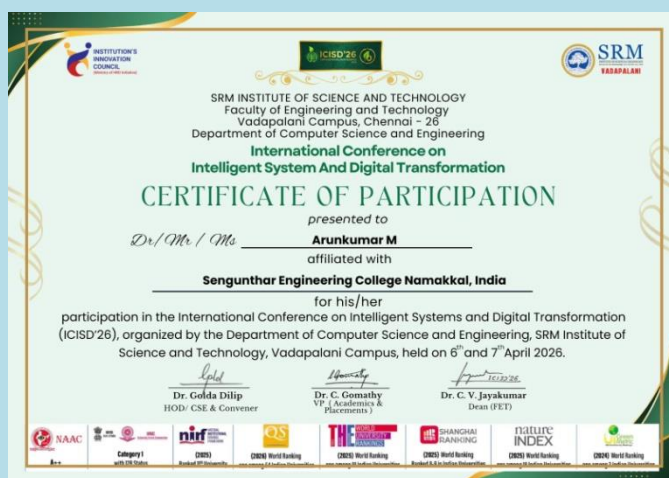 INSTITUTION'S
INNOVATION
COUNCIL
ICISD'26
SRM
VADAPALANI
SRM INSTITUTE OF SCIENCE AND TECHNOLOGY
Faculty of Engineering and Technology
Vadapalani Campus, Chennai - 26
Department of Computer Science and Engineering
International Conference on
Intelligent System And Digital Transformation
CERTIFICATE OF PARTICIPATION
presented to
Dr/ Mr / Ms Arunkumar M
affiliated with
Sengunthar Engineering College Namakkal, India
for his/her
participation in the International Conference on Intelligent Systems and Digital Transformation
(ICISD'26), organized by the Department of Computer Science and Engineering, SRM Institute of
Science and Technology, Vadapalani Campus, held on 6th and 7th April 2026.
Dr. Golda Dilip
HOD/ CSE & Convener
Dr. C. Gomathy
VP ( Academics &
Placements )
Dr. C. V. Jayakumar
Dean (FET)
NAAC
A++
Category I
with 12B Status
nirf
(2025)
QS
(2026) World Ranking
THE WORLD UNIVERSITY RANKINGS
(2025) World Ranking
SHANGHAI
RANKING
(2025) World Ranking
nature
INDEX
(2025) World Ranking
(2024) World Ranking